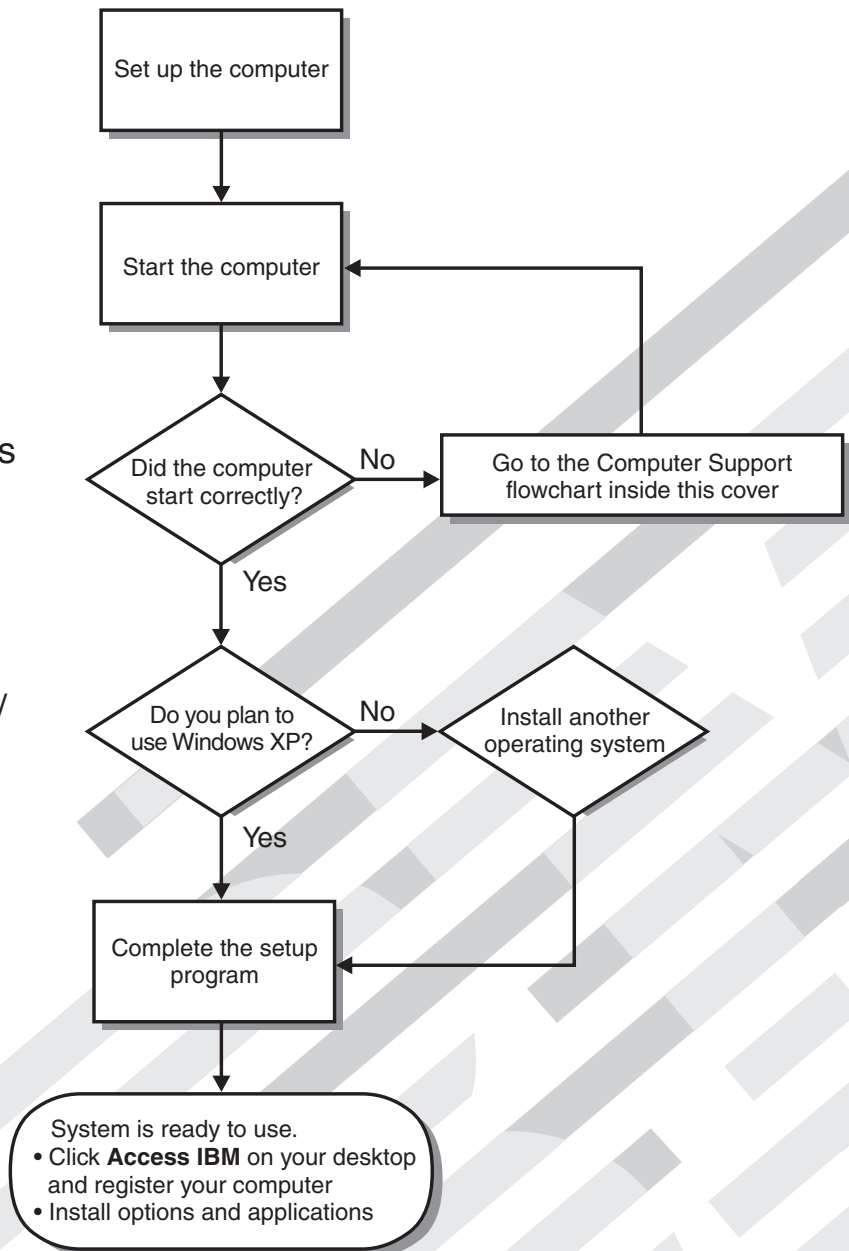 Set up the computer
Start the computer
s
Did the computer
start correctly?
No
Go to the Computer Support
flowchart inside this cover
Yes
/
Do you plan to
use Windows XP?
No
Install another
operating system
Yes
Complete the setup
program
System is ready to use.
• Click Access IBM on your desktop
and register your computer
• Install options and applications